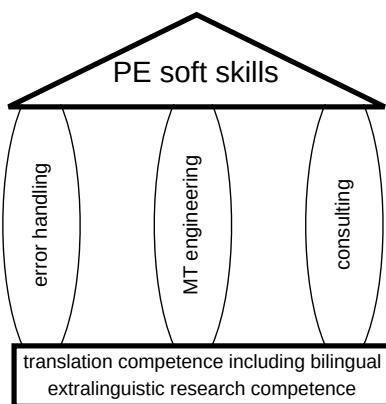 PE soft skills
error handling
MT engineering
consulting
translation competence including bilingual
extralinguistic research competence